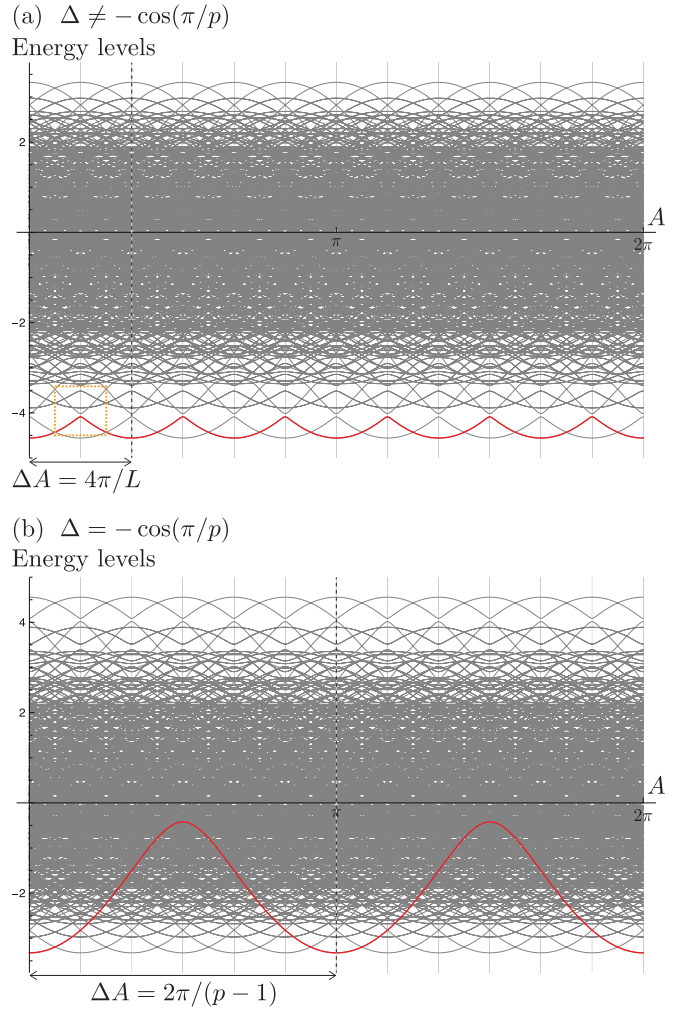 (a) Δ ≠ − cos(π/p)
Energy levels
2
A
π
2π
−2
−4
ΔA = 4π/L
(b) Δ = − cos(π/p)
Energy levels
4
2
A
π
2π
−2
ΔA = 2π/(p − 1)